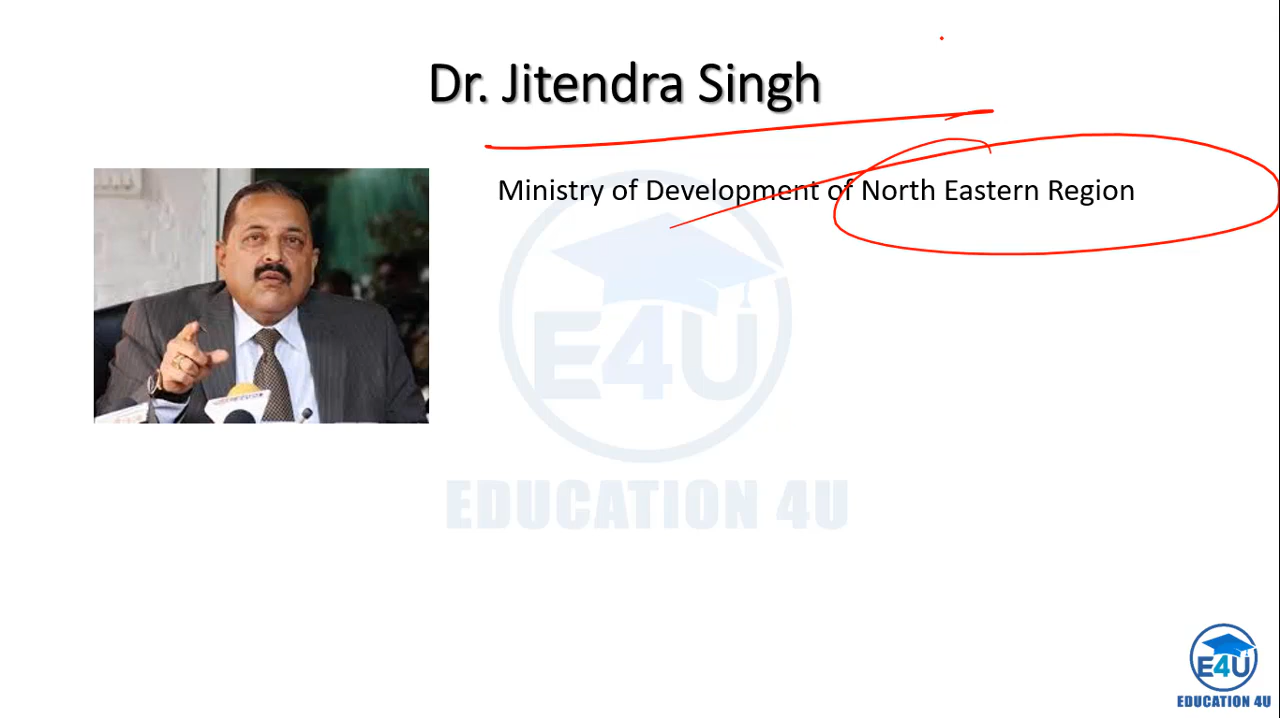 Dr. Jitendra Singh
Ministry of Development of North Eastern Region
E4U
EDUCATION 4U
E4U
EDUCATION 4U